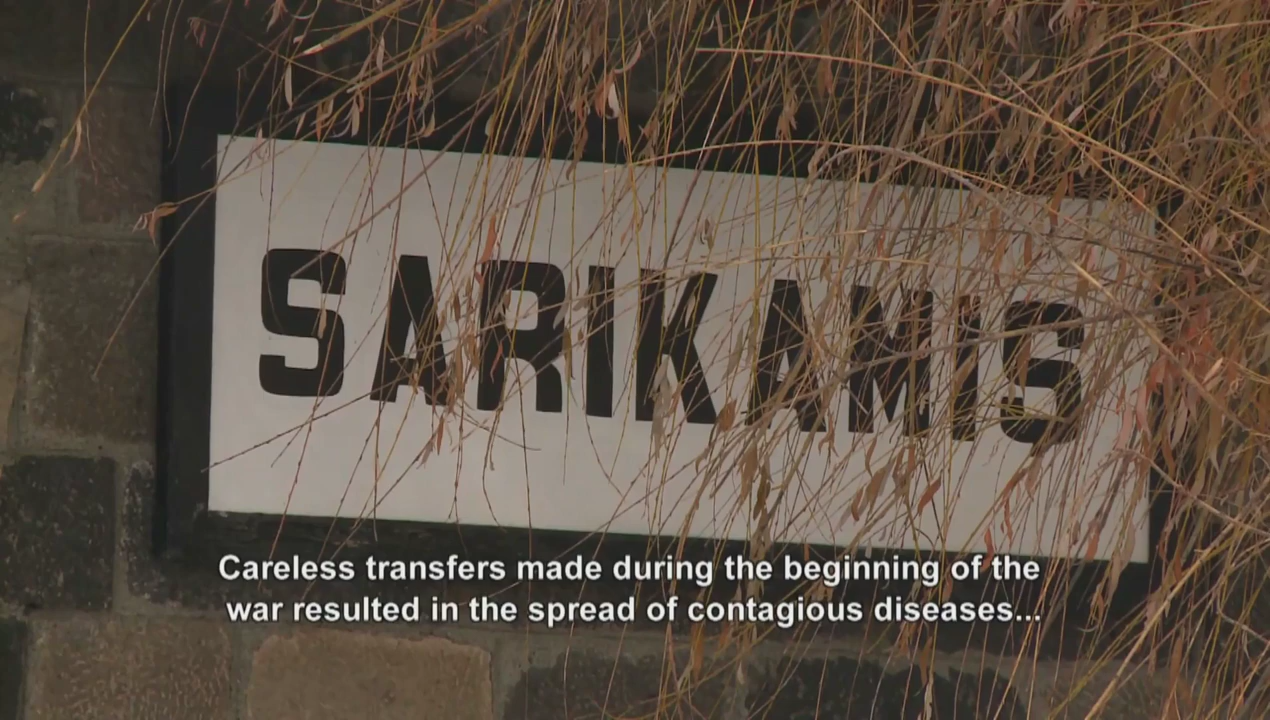 SARIKAMIS
Careless transfers made during the beginning of the
war resulted in the spread of contagious diseases...